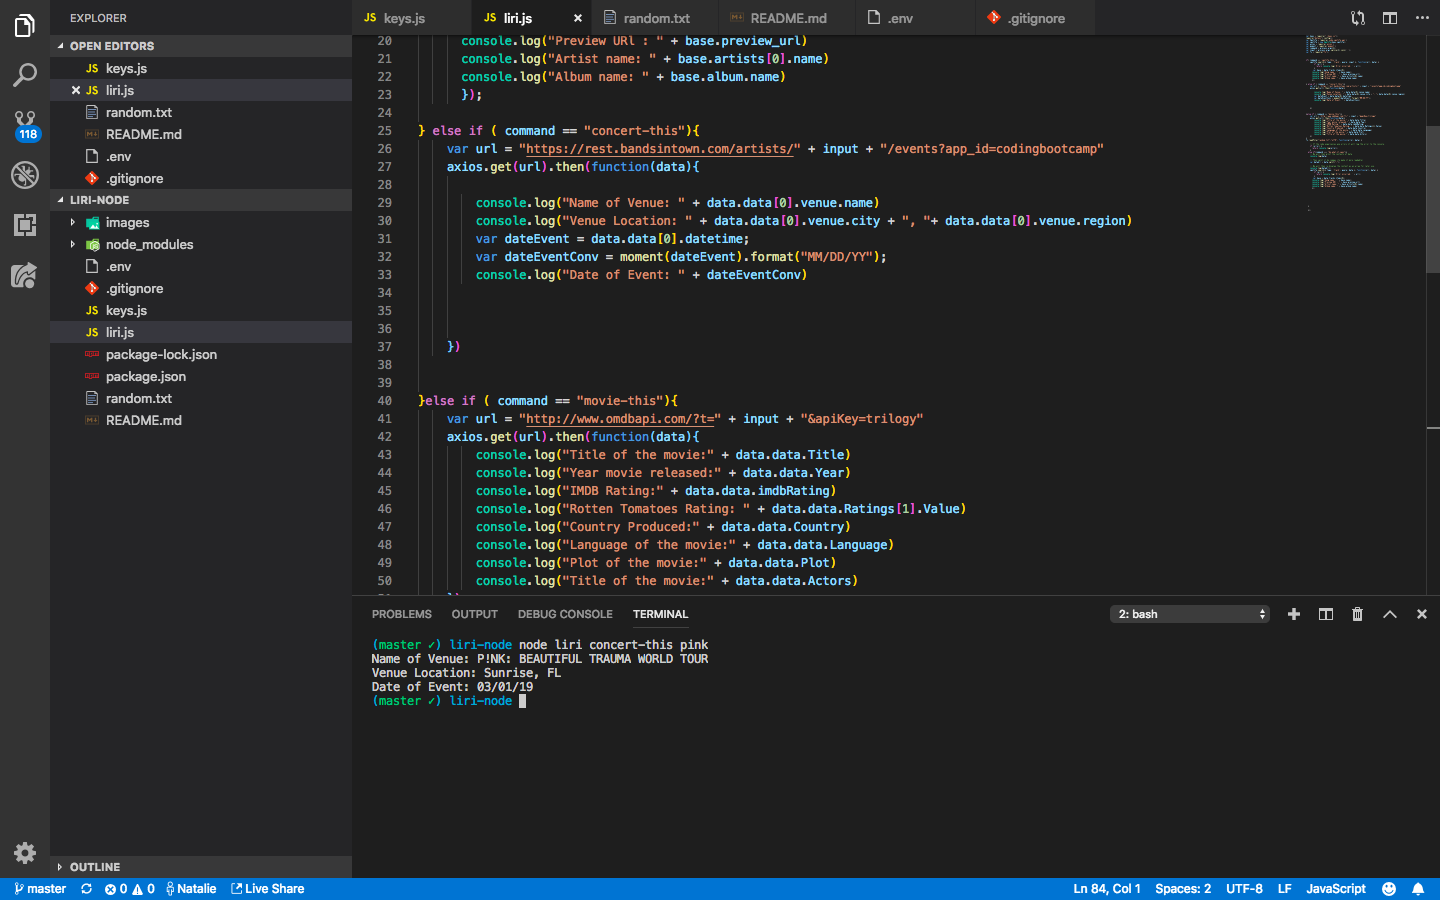 EXPLORER
OPEN EDITORS
JS keys.js
JS liri.js
random.txt
README.md
.env
.gitignore
118
LIRI-NODE
images
node_modules
.env
.gitignore
JS keys.js
JS liri.js
package-lock.json
package.json
random.txt
README.md
OUTLINE
JS keys.js JS liri.js random.txt README.md .env .gitignore
20 console.log("Preview URl : " + base.preview_url)
21 console.log("Artist name: " + base.artists[0].name)
22 console.log("Album name: " + base.album.name)
23 });
24
25 } else if ( command == "concert-this"){
26 var url = "https://rest.bandsintown.com/artists/" + input + "/events?app_id=codingbootcamp"
27 axios.get(url).then(function(data){
28
29 console.log("Name of Venue: " + data.data[0].venue.name)
30 console.log("Venue Location: " + data.data[0].venue.city + ", "+ data.data[0].venue.region)
31 var dateEvent = data.data[0].datetime;
32 var dateEventConv = moment(dateEvent).format("MM/DD/YY");
33 console.log("Date of Event: " + dateEventConv)
34
35
36
37 })
38
39
40 }else if ( command == "movie-this"){
41 var url = "http://www.omdbapi.com/?t=" + input + "&apiKey=trilogy"
42 axios.get(url).then(function(data){
43 console.log("Title of the movie:" + data.data.Title)
44 console.log("Year movie released:" + data.data.Year)
45 console.log("IMDB Rating:" + data.data.imdbRating)
46 console.log("Rotten Tomatoes Rating: " + data.data.Ratings[1].Value)
47 console.log("Country Produced:" + data.data.Country)
48 console.log("Language of the movie:" + data.data.Language)
49 console.log("Plot of the movie:" + data.data.Plot)
50 console.log("Title of the movie:" + data.data.Actors)
PROBLEMS OUTPUT DEBUG CONSOLE TERMINAL 2: bash
(master ✓) liri-node node liri concert-this pink
Name of Venue: P!NK: BEAUTIFUL TRAUMA WORLD TOUR
Venue Location: Sunrise, FL
Date of Event: 03/01/19
(master ✓) liri-node
master 0 0 Natalie Live Share Ln 84, Col 1 Spaces: 2 UTF-8 LF JavaScript